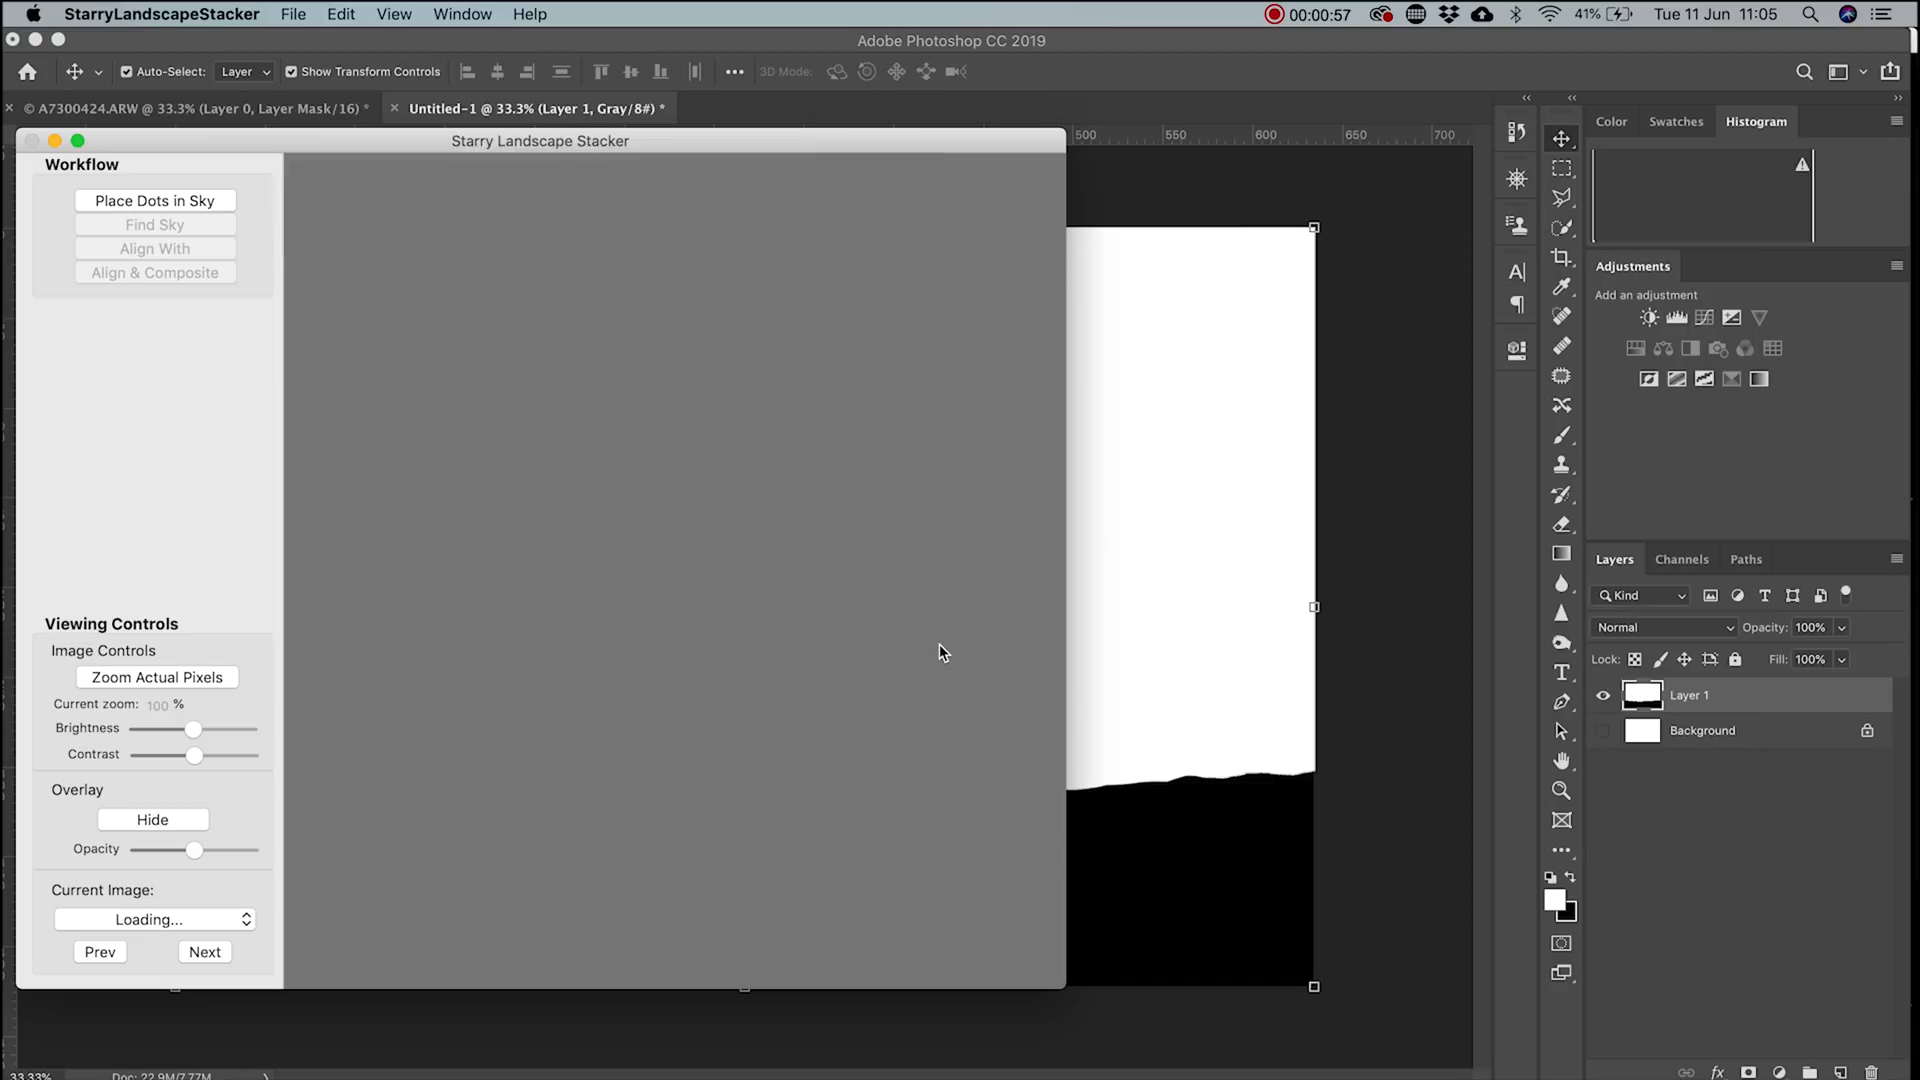 StarryLandscapeStacker File Edit View Window Help 00:00:57 41% Tue 11 Jun 11:05
Adobe Photoshop CC 2019
Auto-Select: Layer Show Transform Controls 3D Mode:
© A7300424.ARW @ 33.3% (Layer 0, Layer Mask/16) * Untitled-1 @ 33.3% (Layer 1, Gray/8#) *
Starry Landscape Stacker
500 550 600 650 700
Workflow
Place Dots in Sky
Find Sky
Align With
Align & Composite
Viewing Controls
Image Controls
Zoom Actual Pixels
Current zoom: 100 %
Brightness
Contrast
Overlay
Hide
Opacity
Current Image:
Loading...
Prev Next
Color Swatches Histogram
Adjustments
Add an adjustment
Layers Channels Paths
Kind
Normal Opacity: 100%
Lock: Fill: 100%
Layer 1
Background
33.33% Doc: 22.9M/7.77M